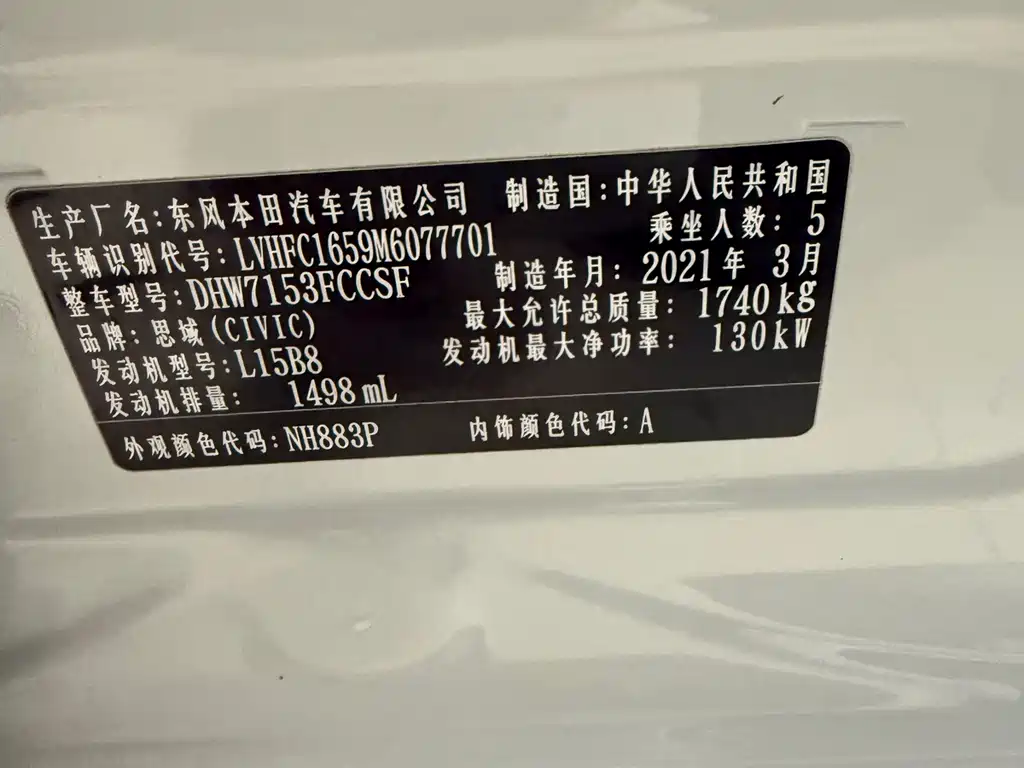 生产厂名:东风本田汽车有限公司 制造国:中华人民共和国
车辆识别代号:LVHFC1659M6077701 乘坐人数: 5
整车型号:DHW7153FCCSF 制造年月: 2021年 3月
品牌:思域(CIVIC) 最大允许总质量: 1740kg
发动机型号:L15B8 发动机最大净功率: 130kW
发动机排量: 1498mL
外观颜色代码:NH883P 内饰颜色代码:A